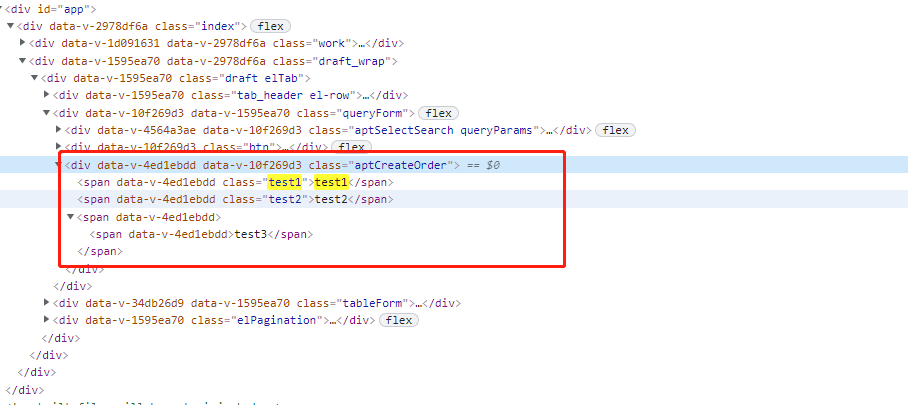 <div id="app">
<div data-v-2978df6a class="index"> flex
<div data-v-1d091631 data-v-2978df6a class="work">…</div>
<div data-v-1595ea70 data-v-2978df6a class="draft_wrap">
<div data-v-1595ea70 class="draft elTab">
<div data-v-1595ea70 class="tab_header el-row">…</div>
<div data-v-10f269d3 data-v-1595ea70 class="queryForm"> flex
<div data-v-4564a3ae data-v-10f269d3 class="aptSelectSearch queryParams">…</div> flex
<div data-v-10f269d3 class="btn">…</div> flex
<div data-v-4ed1ebdd data-v-10f269d3 class="aptCreateOrder"> == $0
<span data-v-4ed1ebdd class="test1">test1</span>
<span data-v-4ed1ebdd class="test2">test2</span>
<span data-v-4ed1ebdd>
<span data-v-4ed1ebdd>test3</span>
</span>
</div>
</div>
<div data-v-34db26d9 data-v-1595ea70 class="tableForm">…</div>
<div data-v-1595ea70 class="elPagination">…</div> flex
</div>
</div>
</div>
</div>